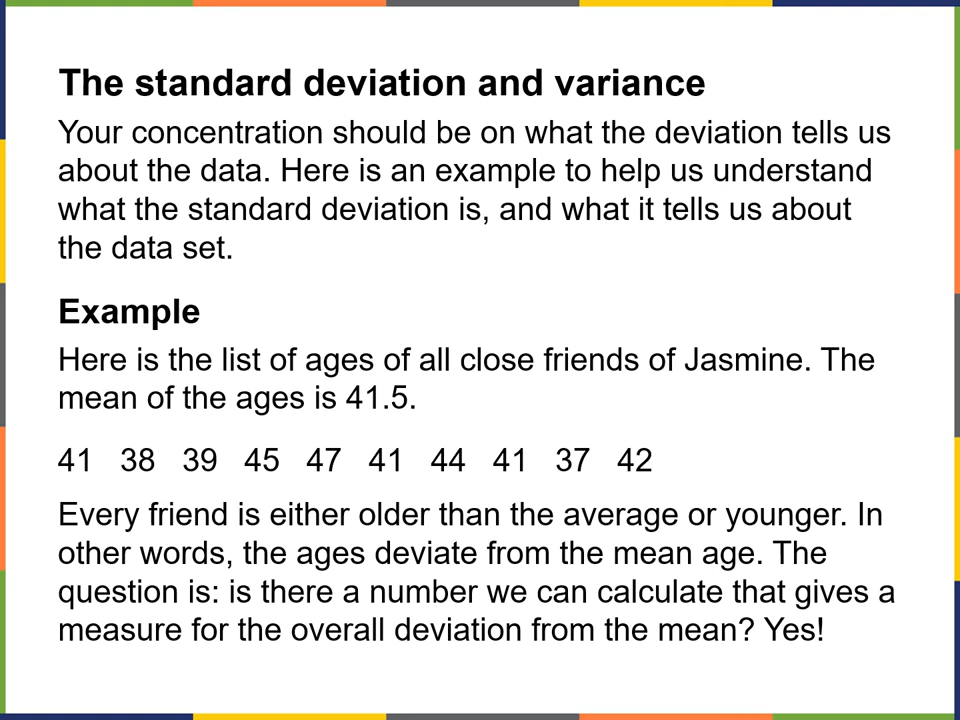 The standard deviation and variance
Your concentration should be on what the deviation tells us
about the data. Here is an example to help us understand
what the standard deviation is, and what it tells us about
the data set.
Example
Here is the list of ages of all close friends of Jasmine. The
mean of the ages is 41.5.
41 38 39 45 47 41 44 41 37 42
Every friend is either older than the average or younger. In
other words, the ages deviate from the mean age. The
question is: is there a number we can calculate that gives a
measure for the overall deviation from the mean? Yes!